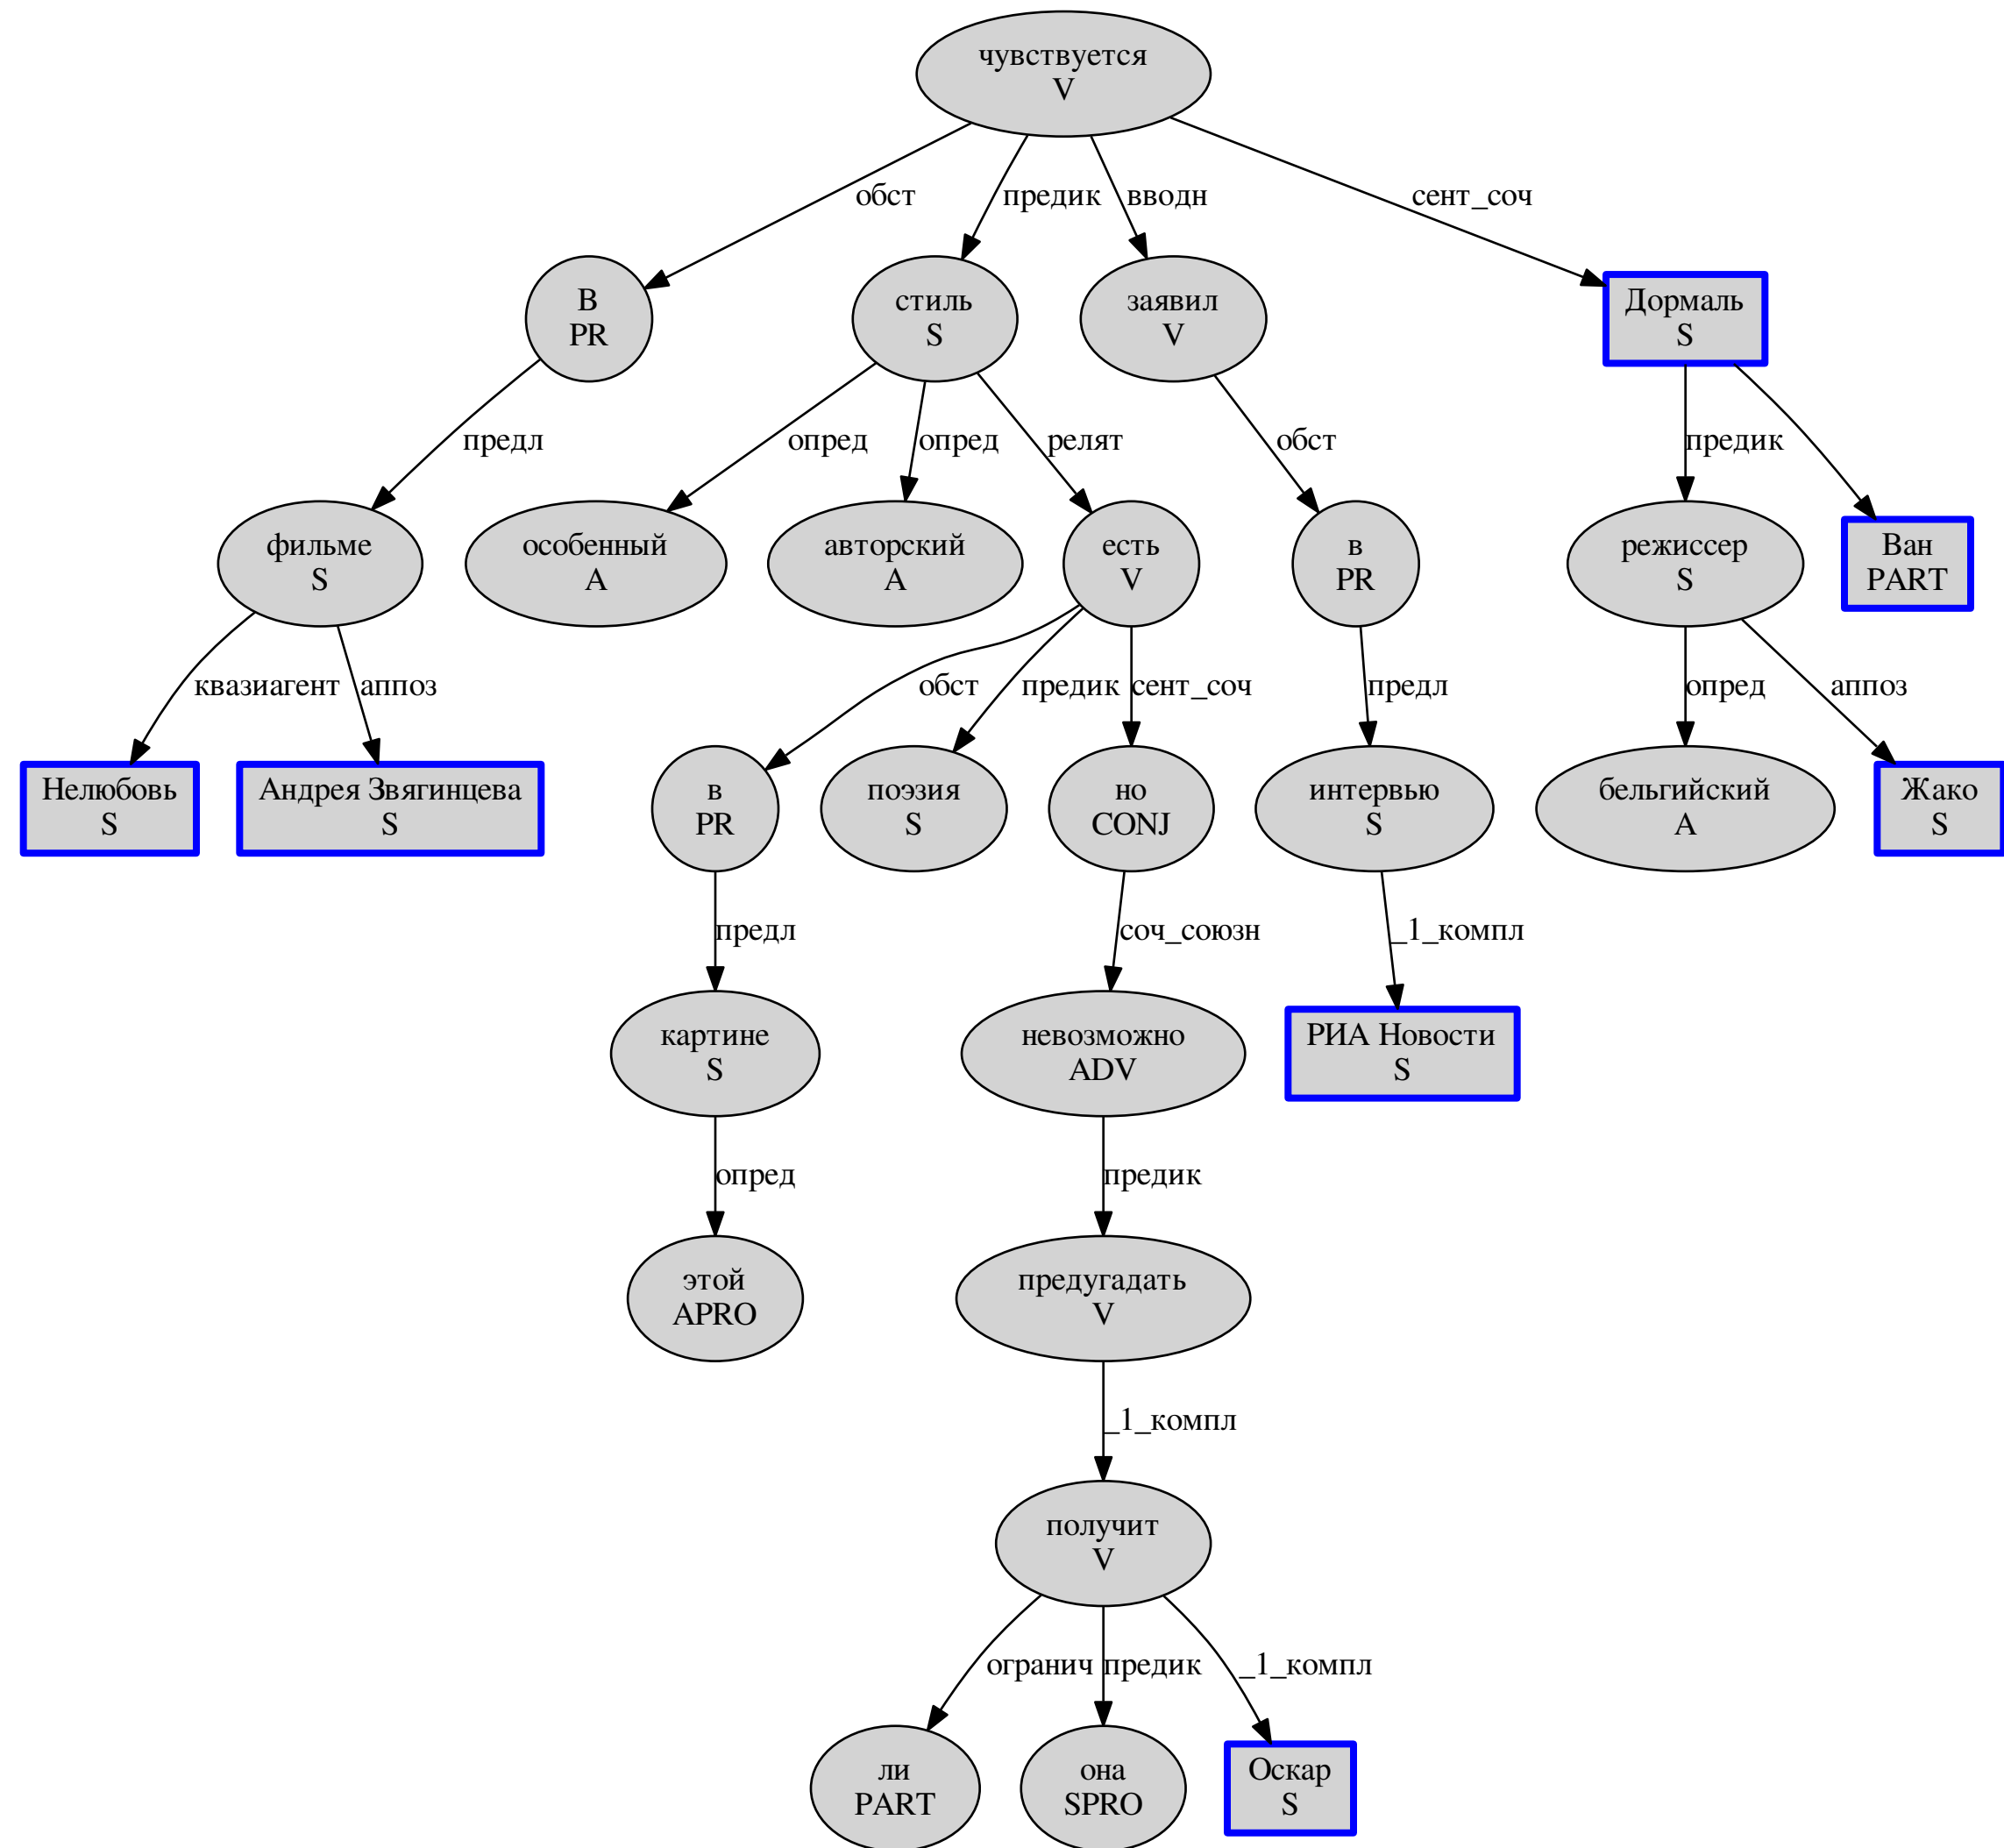 чувствуется
V
обст
предик
вводн
сент_соч
В
PR
стиль
S
заявил
V
Дормаль
S
предл
опред
опред
релят
обст
предик
фильме
S
особенный
A
авторский
A
есть
V
в
PR
режиссер
S
Ван
PART
квазиагент
аппоз
обст
предик
сент_соч
предл
опред
аппоз
Нелюбовь
S
Андрея Звягинцева
S
в
PR
поэзия
S
но
CONJ
интервью
S
бельгийский
A
Жако
S
предл
соч_союзн
_1_компл
картине
S
невозможно
ADV
РИА Новости
S
опред
предик
этой
APRO
предугадать
V
_1_компл
получит
V
огранич
предик
_1_компл
ли
PART
она
SPRO
Оскар
S